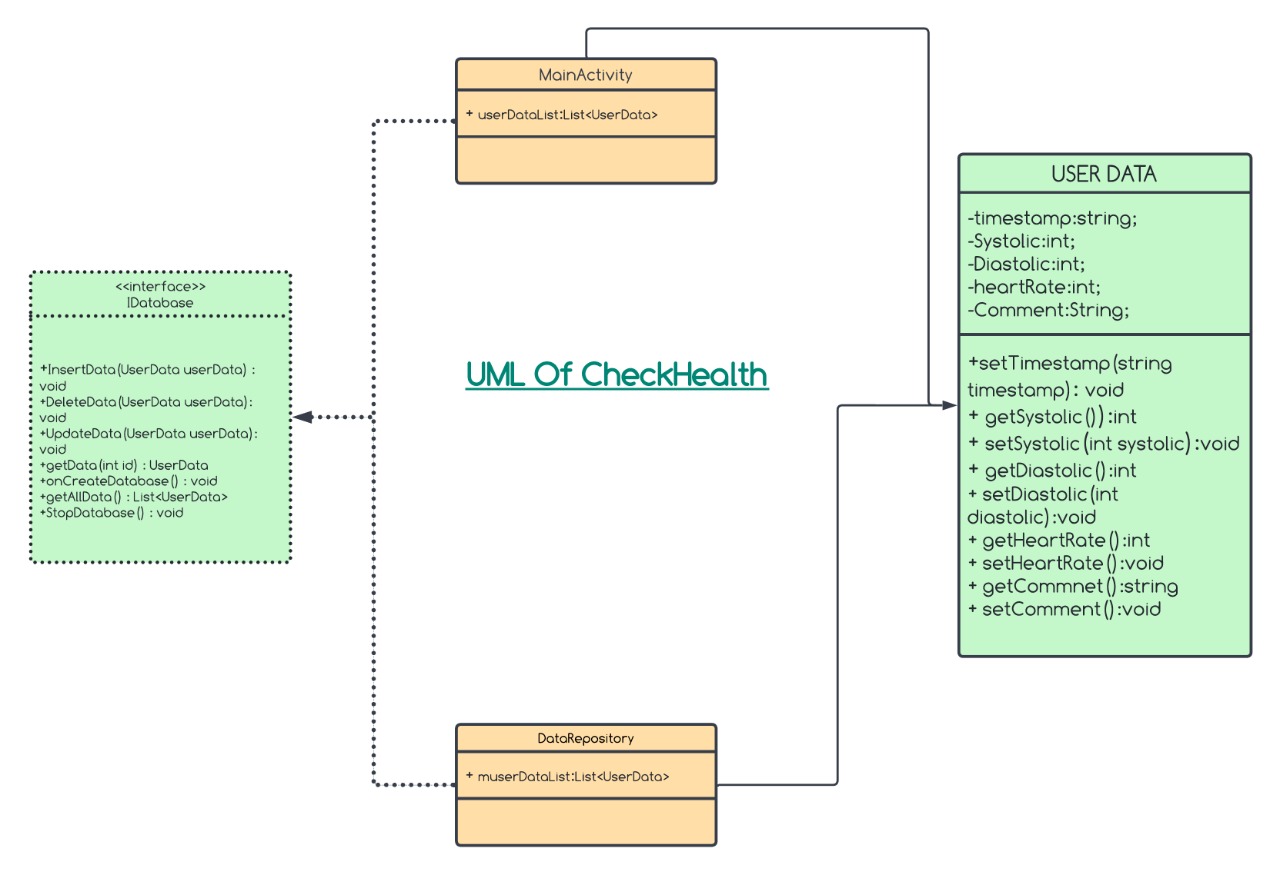 MainActivity
+ userDataList:List<UserData>
USER DATA
-timestamp:string;
-Systolic:int;
-Diastolic:int;
-heartRate:int;
-Comment:String;
+setTimestamp(string
timestamp): void
+ getSystolic()):int
+ setSystolic(int systolic):void
+ getDiastolic():int
+ setDiastolic(int
diastolic):void
+ getHeartRate():int
+ setHeartRate():void
+ getCommnet():string
+ setComment():void
<<interface>>
IDatabase
+InsertData(UserData userData) :
void
+DeleteData(UserData userData):
void
+UpdateData(UserData userData):
void
+getData(int id) : UserData
+onCreateDatabase() : void
+getAllData() : List<UserData>
+StopDatabase() : void
UML Of CheckHealth
DataRepository
+ muserDataList:List<UserData>